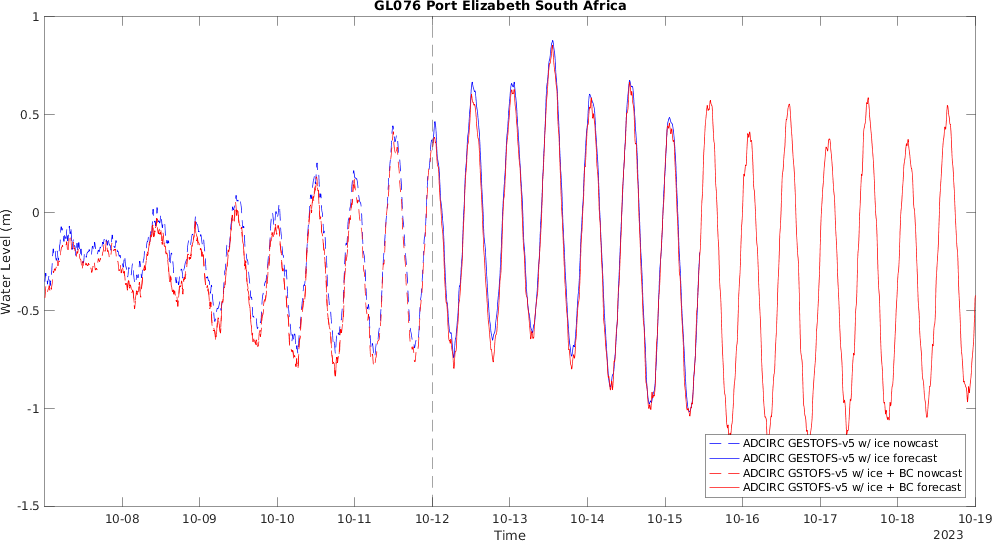 GL076 Port Elizabeth South Africa
1
0.5
0
-0.5
-1
-1.5
Water Level (m)
ADCIRC GESTOFS-v5 w/ ice nowcast
ADCIRC GESTOFS-v5 w/ ice forecast
ADCIRC GSTOFS-v5 w/ ice + BC nowcast
ADCIRC GSTOFS-v5 w/ ice + BC forecast
10-08 10-09 10-10 10-11 10-12 10-13 10-14 10-15 10-16 10-17 10-18 10-19
Time
2023